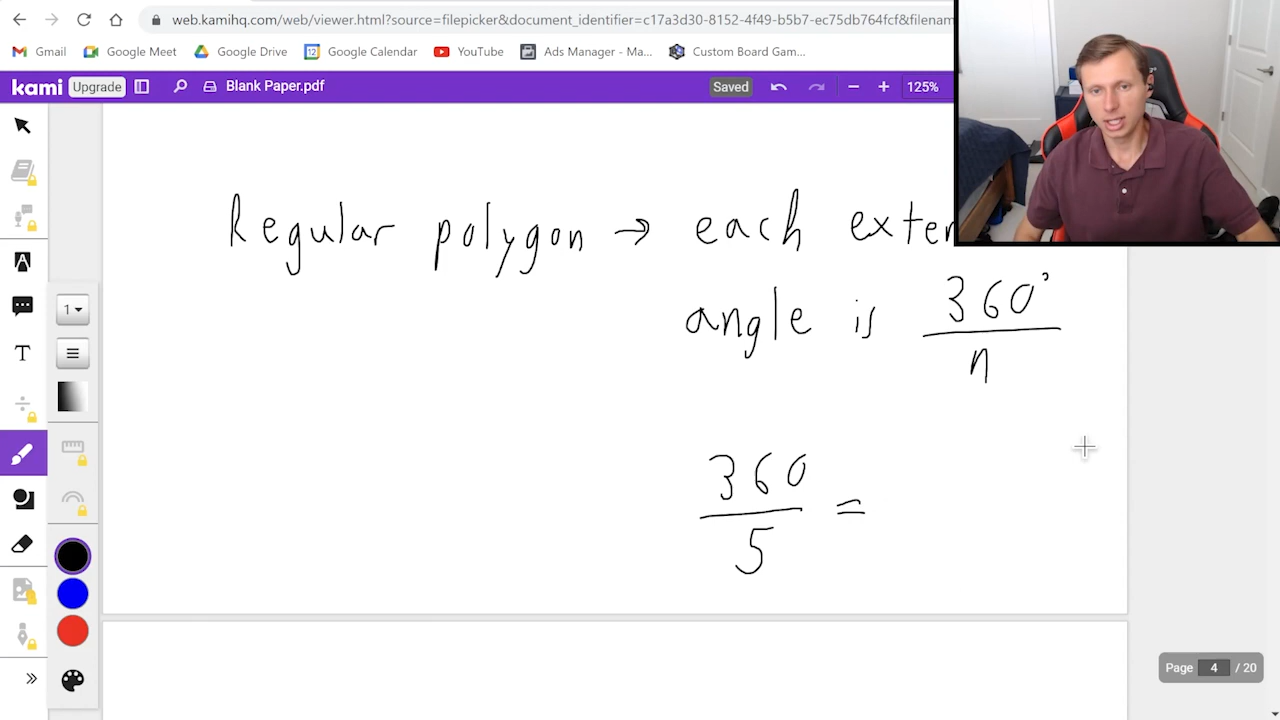 web.kamihq.com/web/viewer.html?source=filepicker&document_identifier=c17a3d30-8152-4f49-b5b7-ec75db764fcf&filenam
Gmail Google Meet Google Drive Google Calendar YouTube Ads Manager - Ma... Custom Board Gam...
kami Upgrade Blank Paper.pdf Saved 125%
Regular polygon → each exter
angle is 360°
n
360
5 =
1
T
Page 4 / 20